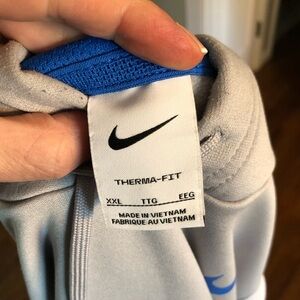 THERMA-FIT
XXL TTG EEG
MADE IN VIETNAM
FABRIQUE AU VIETNAM